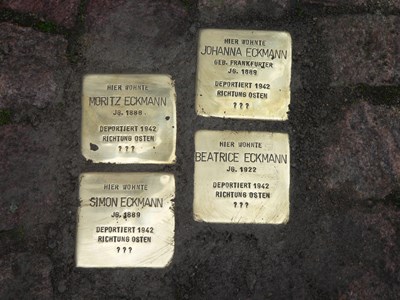 HIER WOHNTE
MORITZ ECKMANN
JG. 1888
DEPORTIERT 1942
RICHTUNG OSTEN
? ? ?
HIER WOHNTE
SIMON ECKMANN
JG. 1889
DEPORTIERT 1942
RICHTUNG OSTEN
? ? ?
HIER WOHNTE
JOHANNA ECKMANN
GEB. FRANKFURTER
JG. 1889
DEPORTIERT 1942
RICHTUNG OSTEN
? ? ?
HIER WOHNTE
BEATRICE ECKMANN
JG. 1922
DEPORTIERT 1942
RICHTUNG OSTEN
? ? ?